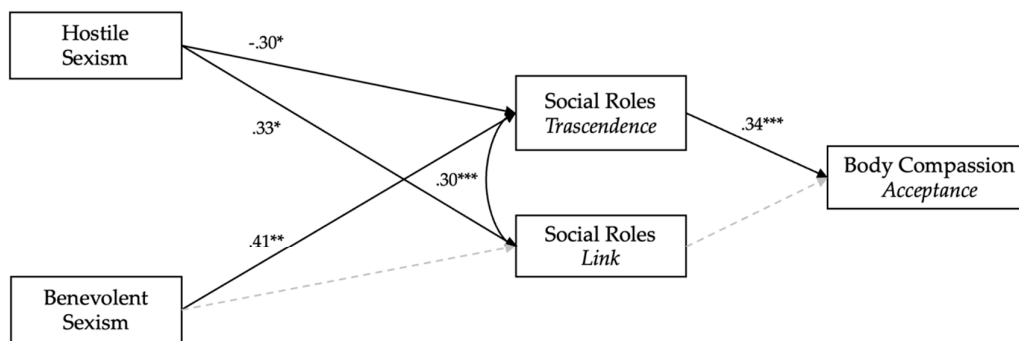 Hostile
Sexism
-.30*
.33*
Social Roles
Trascendence
.34***
Body Compassion
Acceptance
.30***
.41**
Social Roles
Link
Benevolent
Sexism